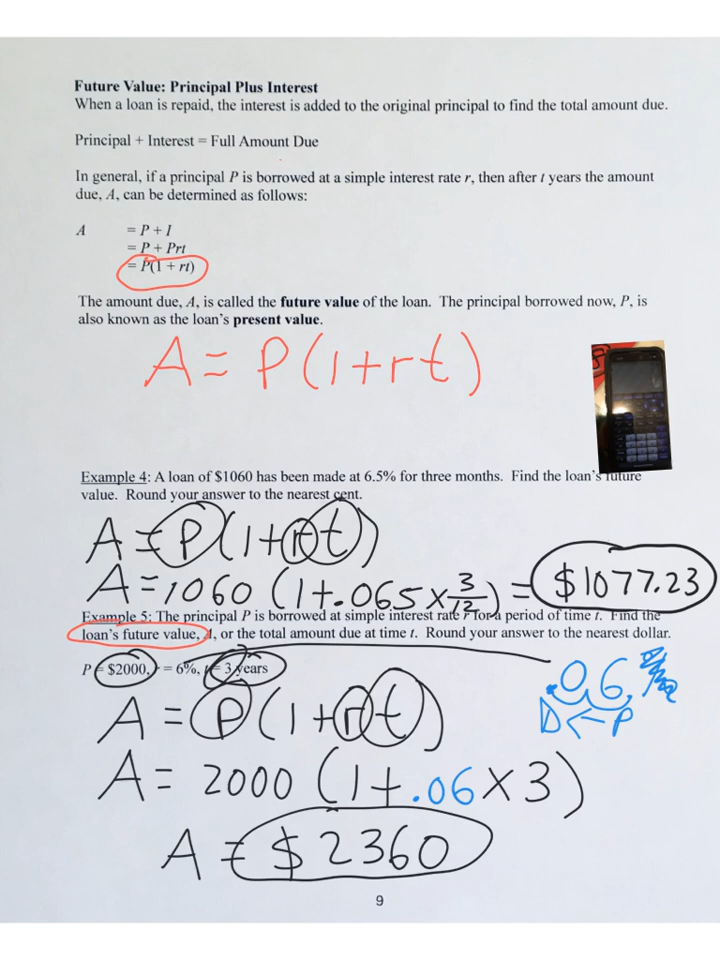 Future Value: Principal Plus Interest
When a loan is repaid, the interest is added to the original principal to find the total amount due.
Principal + Interest = Full Amount Due
In general, if a principal P is borrowed at a simple interest rate r, then after t years the amount
due, A, can be determined as follows:
A = P + I
= P + Prt
= P(1 + rt)
The amount due, A, is called the future value of the loan. The principal borrowed now, P, is
also known as the loan's present value.
A = P(1+rt)
Example 4: A loan of $1060 has been made at 6.5% for three months. Find the loan's future
value. Round your answer to the nearest cent.
A = P(1+rt)
A = 1060 (1+.065×3/12) = $1077.23
Example 5: The principal P is borrowed at simple interest rate r for a period of time t. Find the
loan's future value, A, or the total amount due at time t. Round your answer to the nearest dollar.
P = $2000, r = 6%, t = 3 years
.06.
D<-P
A = P(1+rt)
A = 2000 (1+.06×3)
A = $2360
9